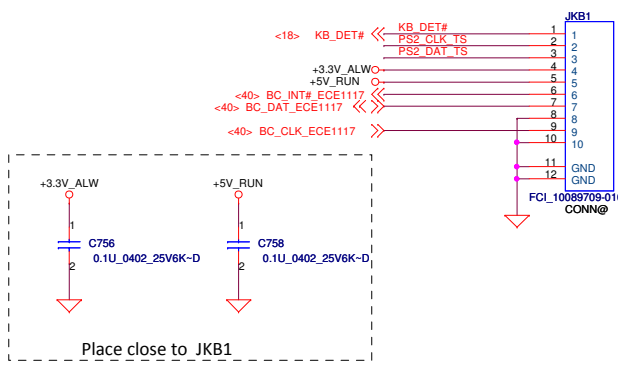 JKB1
KB_DET#
<18> KB_DET# 1 1
PS2_CLK_TS 2 2
PS2_DAT_TS 3 3
+3.3V_ALW 4 4
+5V_RUN 5 5
<40> BC_INT#_ECE1117 6 6
<40> BC_DAT_ECE1117 7 7
8 8
<40> BC_CLK_ECE1117 9 9
10 10
11 GND
12 GND
FCI_10089709-010
CONN@
+3.3V_ALW +5V_RUN
1 1
C756 C758
0.1U_0402_25V6K~D 0.1U_0402_25V6K~D
2 2
Place close to JKB1